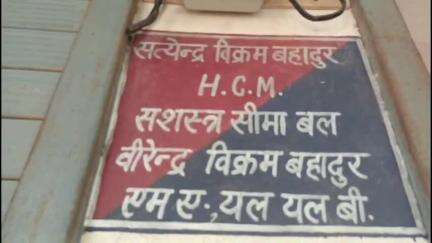 सत्येन्द्र विक्रम बहादुर
H.C.M.
सशस्त्र सीमा बल
वीरेन्द्र विक्रम बहादुर
एम ए., यल यल बी.